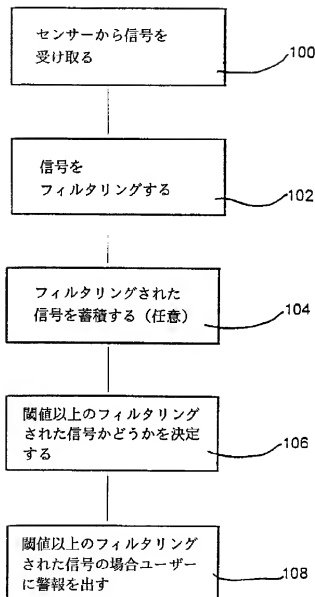 センサーから信号を
受け取る
100
信号を
フィルタリングする
102
フィルタリングされた
信号を蓄積する（任意）
104
閾値以上のフィルタリング
された信号かどうかを決定
する
106
閾値以上のフィルタリング
された信号の場合ユーザー
に警報を出す
108